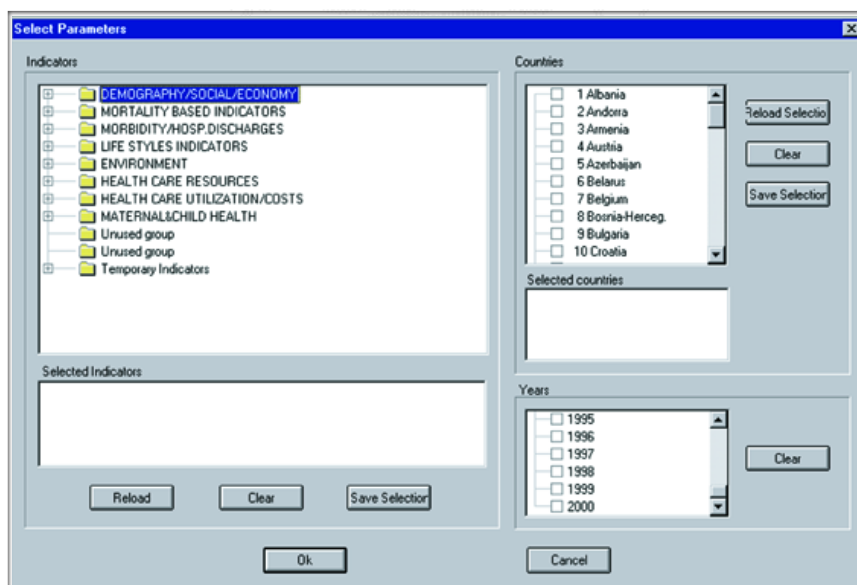 Select Parameters
Indicators
DEMOGRAPHY/SOCIAL/ECONOMY
MORTALITY BASED INDICATORS
MORBIDITY/HOSP.DISCHARGES
LIFE STYLES INDICATORS
ENVIRONMENT
HEALTH CARE RESOURCES
HEALTH CARE UTILIZATION/COSTS
MATERNAL&CHILD HEALTH
Unused group
Unused group
Temporary Indicators
Selected Indicators
Reload Clear Save Selection
Countries
1 Albania
2 Andorra
3 Armenia
4 Austria
5 Azerbaijan
6 Belarus
7 Belgium
8 Bosnia-Herceg.
9 Bulgaria
10 Croatia
Reload Selectio
Clear
Save Selection
Selected countries
Years
1995
1996
1997
1998
1999
2000
Clear
Ok Cancel